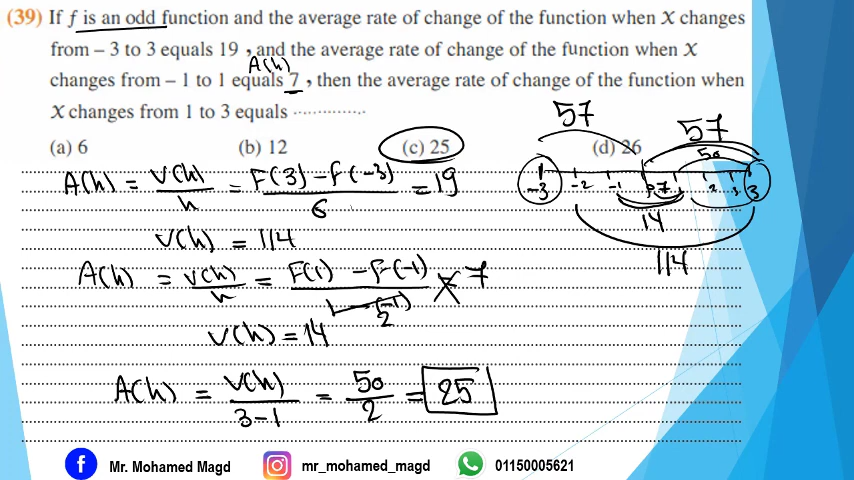 (39) If f is an odd function and the average rate of change of the function when X changes
from – 3 to 3 equals 19 , and the average rate of change of the function when X
A(h)
changes from – 1 to 1 equals 7 , then the average rate of change of the function when
X changes from 1 to 3 equals ..............
57
57
(a) 6 (b) 12 (c) 25 (d) 26
50
A(h) = V(h)/h = F(3) - f(-3)/6 = 19
-3 -2 -1 7 1 2 3
14
V(h) = 114
114
A(h) = V(h)/h = F(1) - f(-1)/2 7
V(h) = 14
A(h) = V(h)/3-1 = 50/2 = 25
Mr. Mohamed Magd mr_mohamed_magd 01150005621